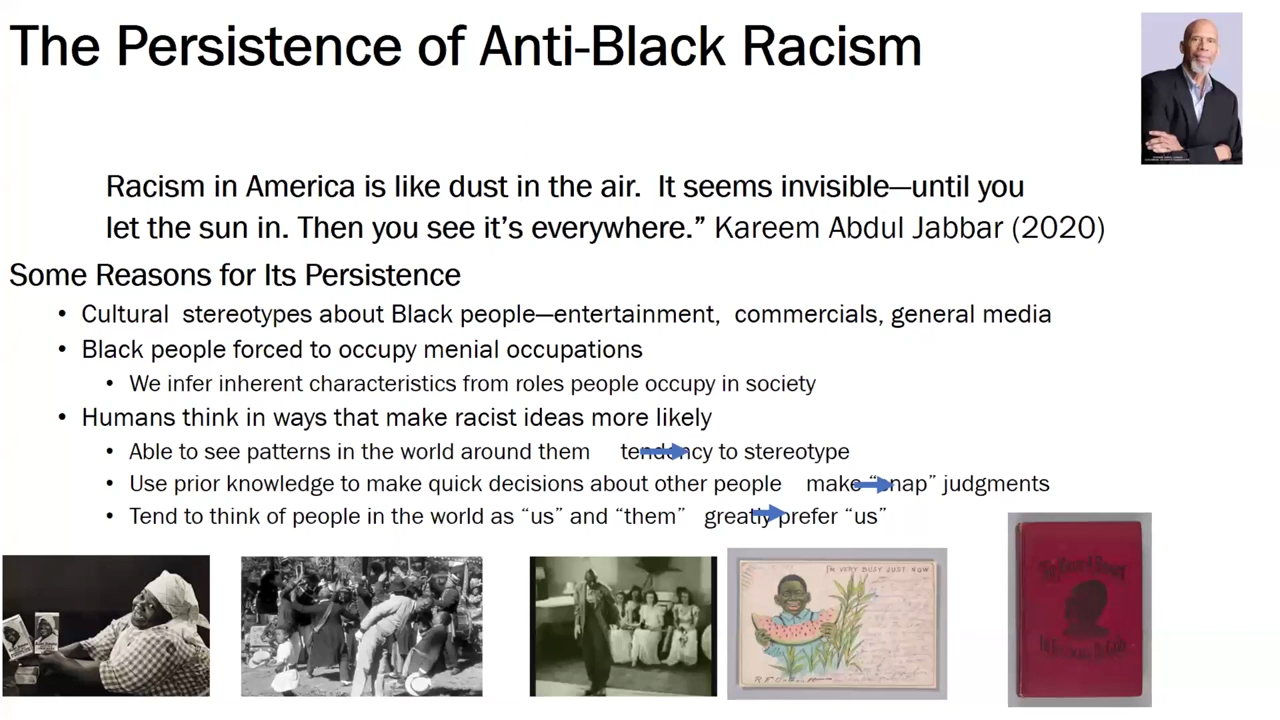 The Persistence of Anti-Black Racism
Racism in America is like dust in the air.  It seems invisible—until you
let the sun in. Then you see it’s everywhere.” Kareem Abdul Jabbar (2020)
Some Reasons for Its Persistence
• Cultural  stereotypes about Black people—entertainment,  commercials, general media
• Black people forced to occupy menial occupations
• We infer inherent characteristics from roles people occupy in society
• Humans think in ways that make racist ideas more likely
• Able to see patterns in the world around them tendency to stereotype
• Use prior knowledge to make quick decisions about other people make “snap” judgments
• Tend to think of people in the world as “us” and “them” greatly prefer “us”
I'M VERY BUSY JUST NOW